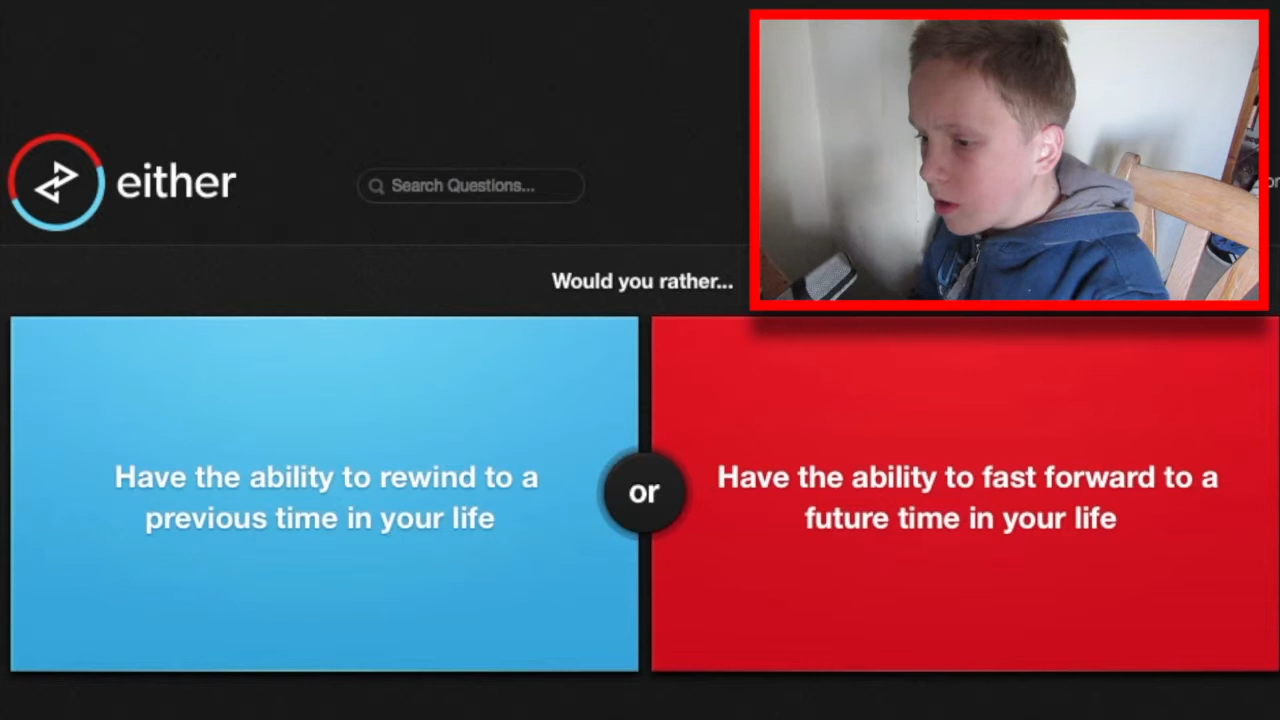 either
Search Questions...
Would you rather...
Have the ability to rewind to a
previous time in your life
or
Have the ability to fast forward to a
future time in your life